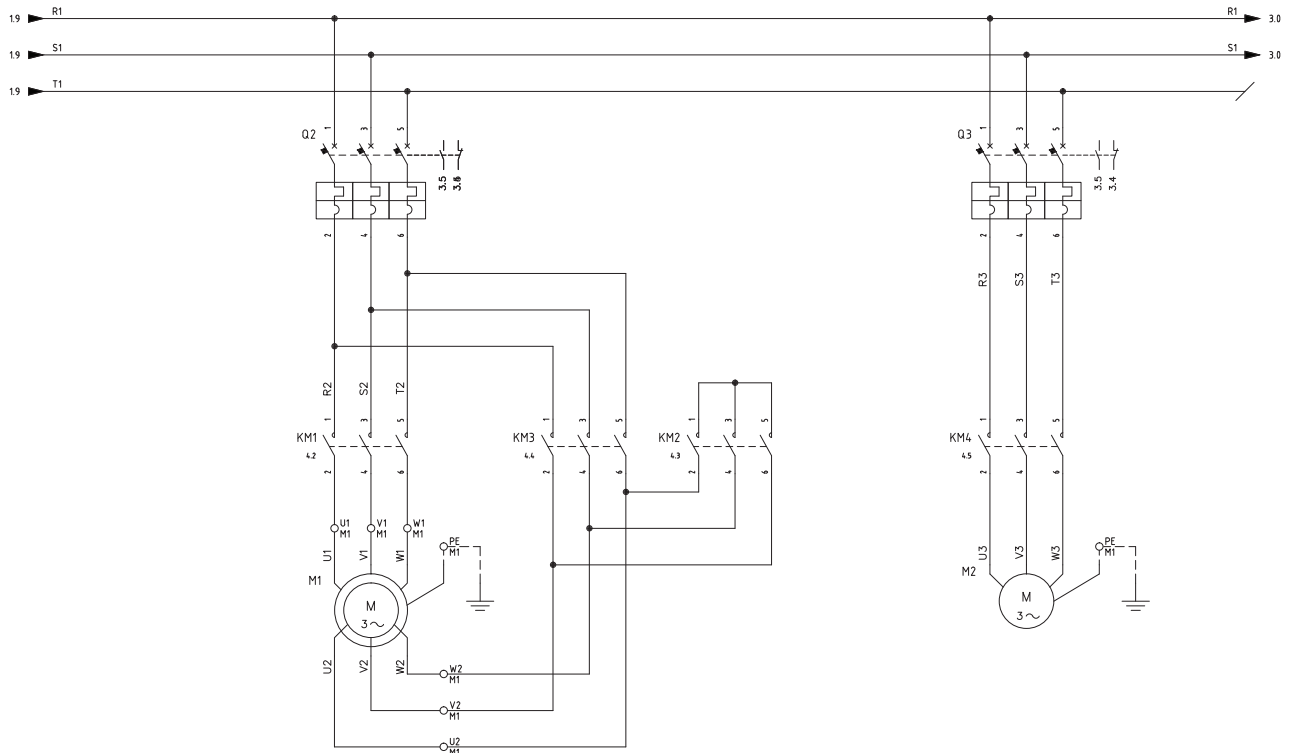 1.9 R1 R1 3.0
1.9 S1 S1 3.0
1.9 T1
Q2 1 3 5 Q3 1 3 5
3.5 3.6 3.5 3.4
2 4 6 2 4 6
R3 S3 T3
R2 S2 T2
KM1 1 3 5 KM3 1 3 5 KM2 1 3 5 KM4 1 3 5
4.2 4.4 4.3 4.5
2 4 6 2 4 6 2 4 6 2 4 6
U1 V1 W1
M1 M1 M1
PE PE
M1 M1
U1 V1 W1 U3 V3 W3
M1 M2
M M
3~ 3~
U2 V2 W2
W2
M1
V2
M1
U2
M1